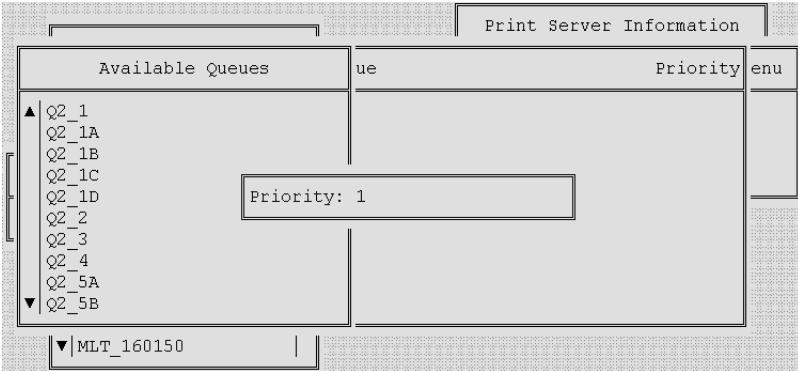 Print Server Information
Available Queues
ue
Priority
enu
Q2_1
Q2_1A
Q2_1B
Q2_1C
Q2_1D
Priority: 1
Q2_2
Q2_3
Q2_4
Q2_5A
Q2_5B
MLT_160150